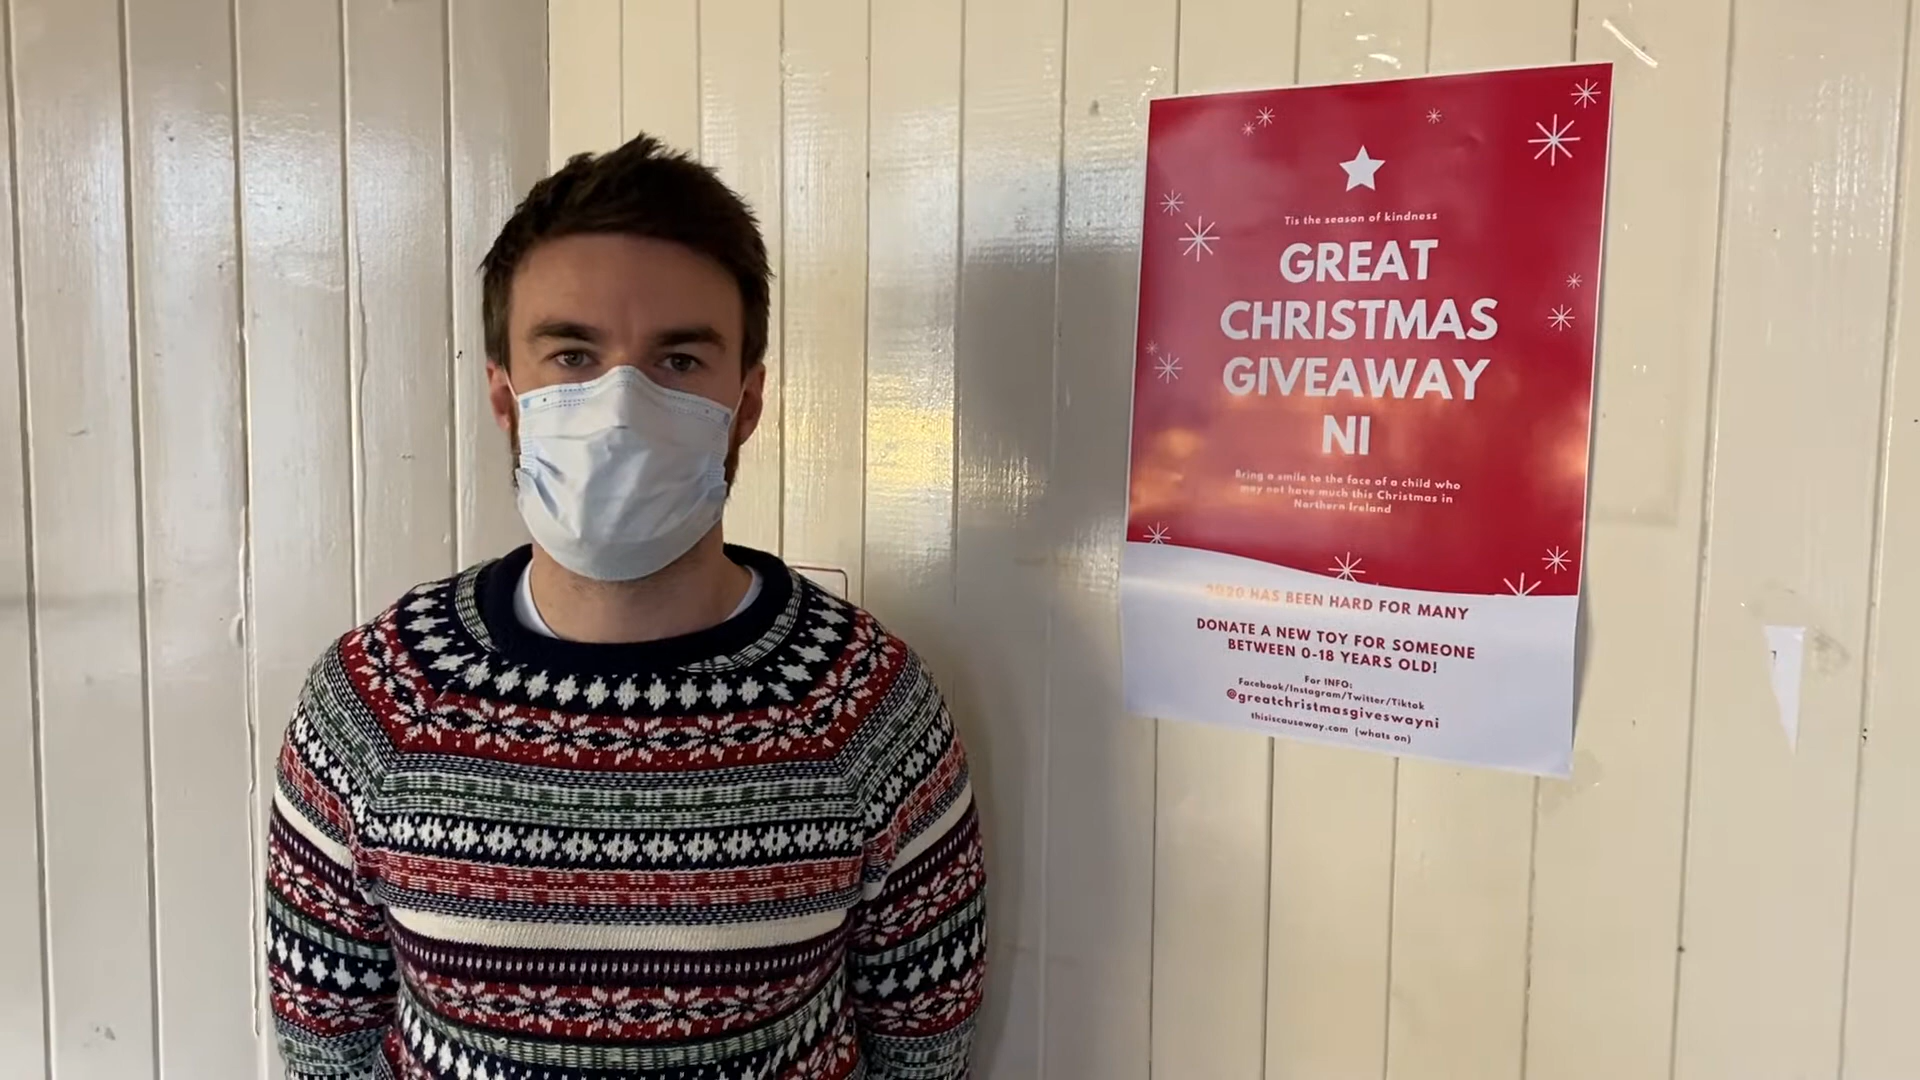 Tis the season of kindness
GREAT
CHRISTMAS
GIVEAWAY
NI
Bring a smile to the face of a child who
may not have much this Christmas in
Northern Ireland
2020 HAS BEEN HARD FOR MANY
DONATE A NEW TOY FOR SOMEONE
BETWEEN 0-18 YEARS OLD!
For INFO:
Facebook/Instagram/Twitter/Tiktok
@greatchristmasgiveswayni
thisiscauseway.com (whats on)